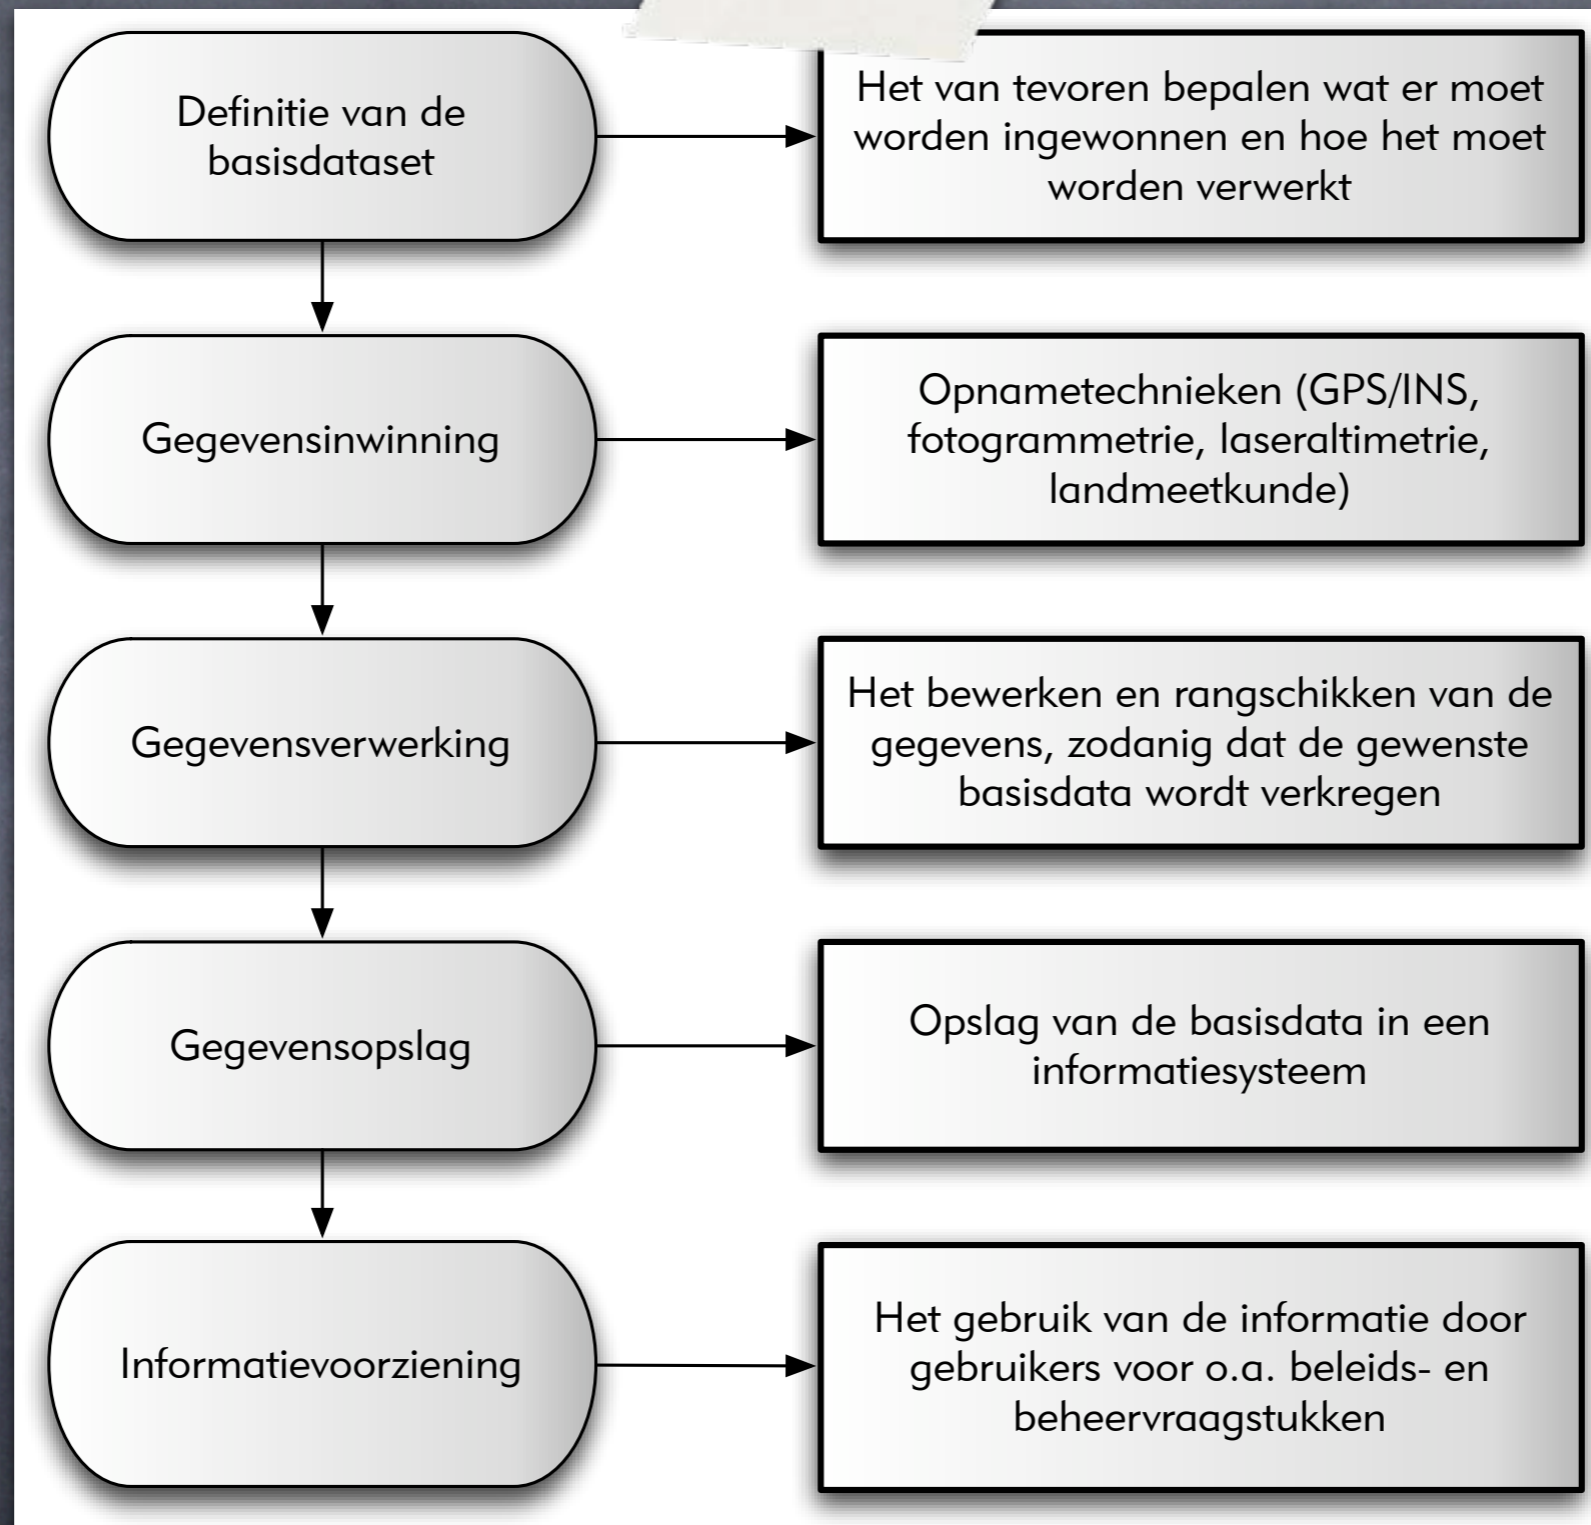 Definitie van de
basisdataset
Het van tevoren bepalen wat er moet
worden ingewonnen en hoe het moet
worden verwerkt
Gegevensinwinning
Opnametechnieken (GPS/INS,
fotogrammetrie, laseraltimetrie,
landmeetkunde)
Gegevensverwerking
Het bewerken en rangschikken van de
gegevens, zodanig dat de gewenste
basisdata wordt verkregen
Gegevensopslag
Opslag van de basisdata in een
informatiesysteem
Informatievoorziening
Het gebruik van de informatie door
gebruikers voor o.a. beleids- en
beheervraagstukken